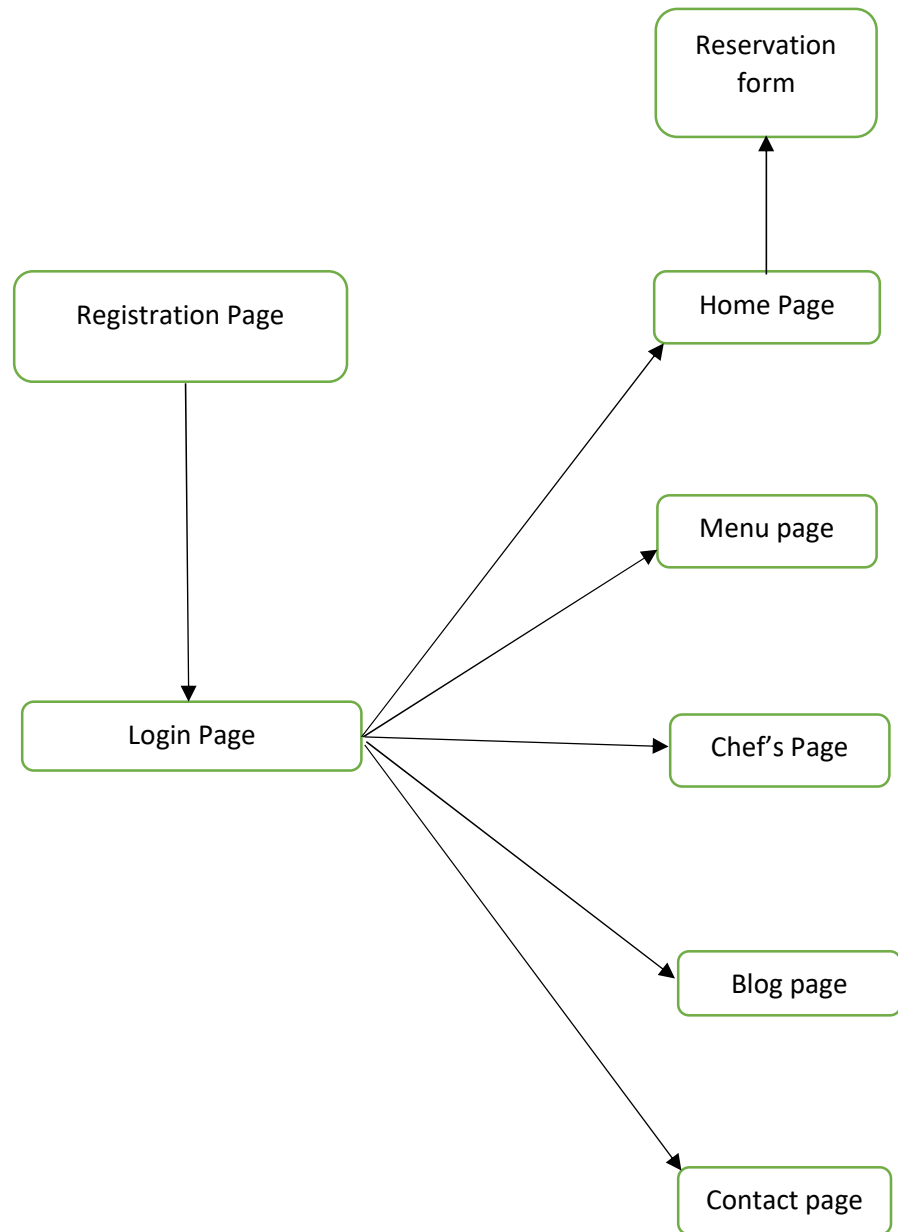 Reservation
form
Home Page
Registration Page
Menu page
Login Page
Chef’s Page
Blog page
Contact page